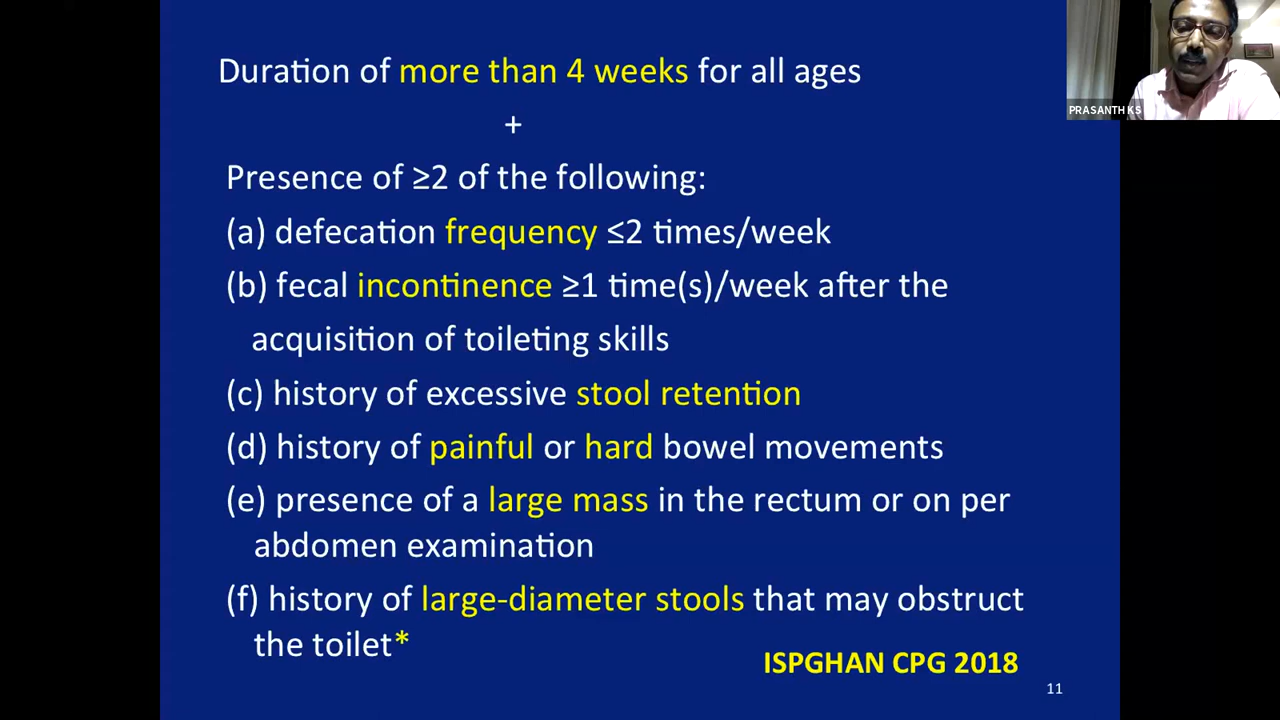 Duration of more than 4 weeks for all ages
+
Presence of ≥2 of the following:
(a) defecation frequency ≤2 times/week
(b) fecal incontinence ≥1 time(s)/week after the
acquisition of toileting skills
(c) history of excessive stool retention
(d) history of painful or hard bowel movements
(e) presence of a large mass in the rectum or on per
abdomen examination
(f) history of large-diameter stools that may obstruct
the toilet*
ISPGHAN CPG 2018
11
PRASANTH K S